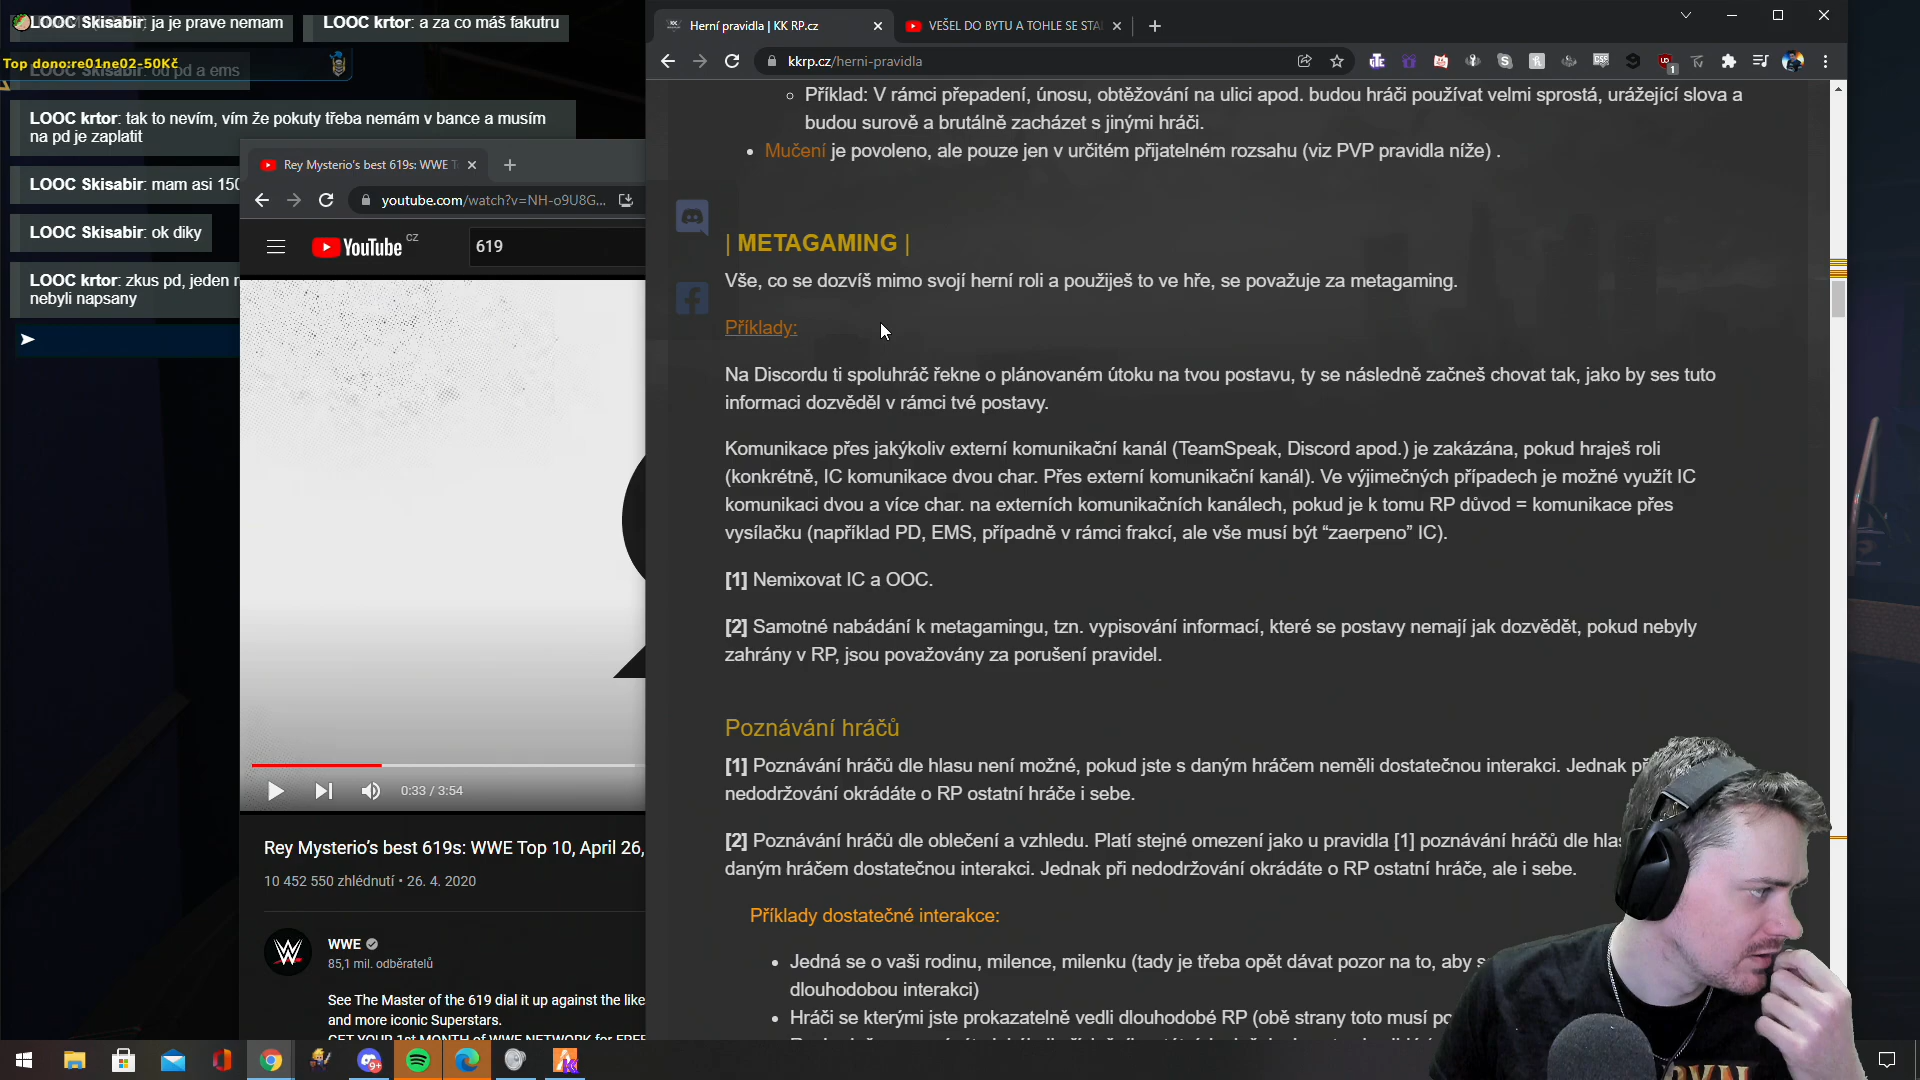 LOOC Skisabir: ja je prave nemam
LOOC krtor: a za co máš fakutru
Top dono:re01ne02-50Kč
LOOC Skisabir: od pd a ems
LOOC krtor: tak to nevím, vím že pokuty třeba nemám v bance a musím
na pd je zaplatit
LOOC Skisabir: mam asi 150
LOOC Skisabir: ok diky
LOOC krtor: zkus pd, jeden
nebyli napsany
Rey Mysterio's best 619s: WWE T
youtube.com/watch?v=NH-o9U8G...
YouTube CZ
619
0:33 / 3:54
Rey Mysterio's best 619s: WWE Top 10, April 26,
10 452 550 zhlédnutí • 26. 4. 2020
WWE
85,1 mil. odběratelů
See The Master of the 619 dial it up against the like
and more iconic Superstars.
GET YOUR 1st MONTH of WWE NETWORK for FREE
Herní pravidla | KK RP.cz
VEŠEL DO BYTU A TOHLE SE STA
kkrp.cz/herni-pravidla
Příklad: V rámci přepadení, únosu, obtěžování na ulici apod. budou hráči používat velmi sprostá, urážející slova a
budou surově a brutálně zacházet s jinými hráči.
Mučení je povoleno, ale pouze jen v určitém přijatelném rozsahu (viz PVP pravidla níže) .
| METAGAMING |
Vše, co se dozvíš mimo svojí herní roli a použiješ to ve hře, se považuje za metagaming.
Příklady:
Na Discordu ti spoluhráč řekne o plánovaném útoku na tvou postavu, ty se následně začneš chovat tak, jako by ses tuto
informaci dozvěděl v rámci tvé postavy.
Komunikace přes jakýkoliv externí komunikační kanál (TeamSpeak, Discord apod.) je zakázána, pokud hraješ roli
(konkrétně, IC komunikace dvou char. Přes externí komunikační kanál). Ve výjimečných případech je možné využít IC
komunikaci dvou a více char. na externích komunikačních kanálech, pokud je k tomu RP důvod = komunikace přes
vysílačku (například PD, EMS, případně v rámci frakcí, ale vše musí být “zaerpeno” IC).
[1] Nemixovat IC a OOC.
[2] Samotné nabádání k metagamingu, tzn. vypisování informací, které se postavy nemají jak dozvědět, pokud nebyly
zahrány v RP, jsou považovány za porušení pravidel.
Poznávání hráčů
[1] Poznávání hráčů dle hlasu není možné, pokud jste s daným hráčem neměli dostatečnou interakci. Jednak př
nedodržování okrádáte o RP ostatní hráče i sebe.
[2] Poznávání hráčů dle oblečení a vzhledu. Platí stejné omezení jako u pravidla [1] poznávání hráčů dle hlas
daným hráčem dostatečnou interakci. Jednak při nedodržování okrádáte o RP ostatní hráče, ale i sebe.
Příklady dostatečné interakce:
Jedná se o vaši rodinu, milence, milenku (tady je třeba opět dávat pozor na to, aby s
dlouhodobou interakci)
Hráči se kterými jste prokazatelně vedli dlouhodobé RP (obě strany toto musí po